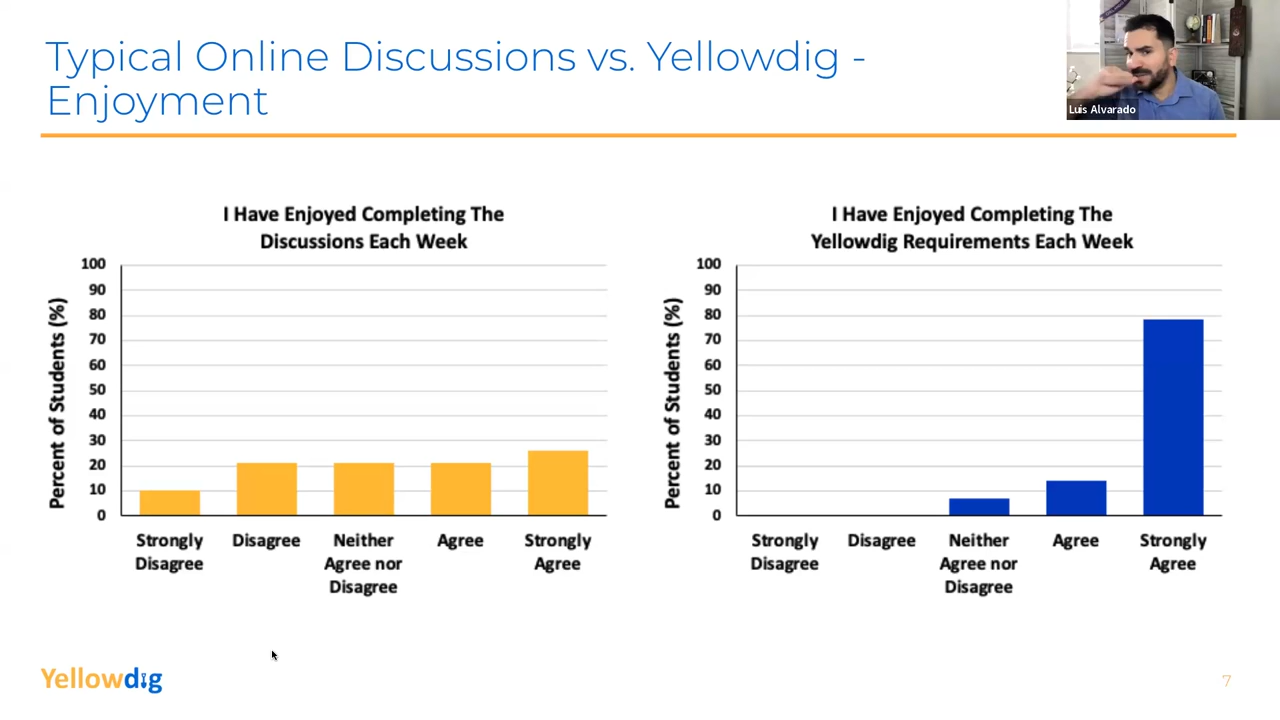 Typical Online Discussions vs. Yellowdig -
Enjoyment
Luis Alvarado
I Have Enjoyed Completing The
Discussions Each Week
Percent of Students (%)
100
90
80
70
60
50
40
30
20
10
0
Strongly Disagree
Disagree
Neither Agree nor Disagree
Agree
Strongly Agree
I Have Enjoyed Completing The
Yellowdig Requirements Each Week
Percent of Students (%)
100
90
80
70
60
50
40
30
20
10
0
Strongly Disagree
Disagree
Neither Agree nor Disagree
Agree
Strongly Agree
Yellowdig
7